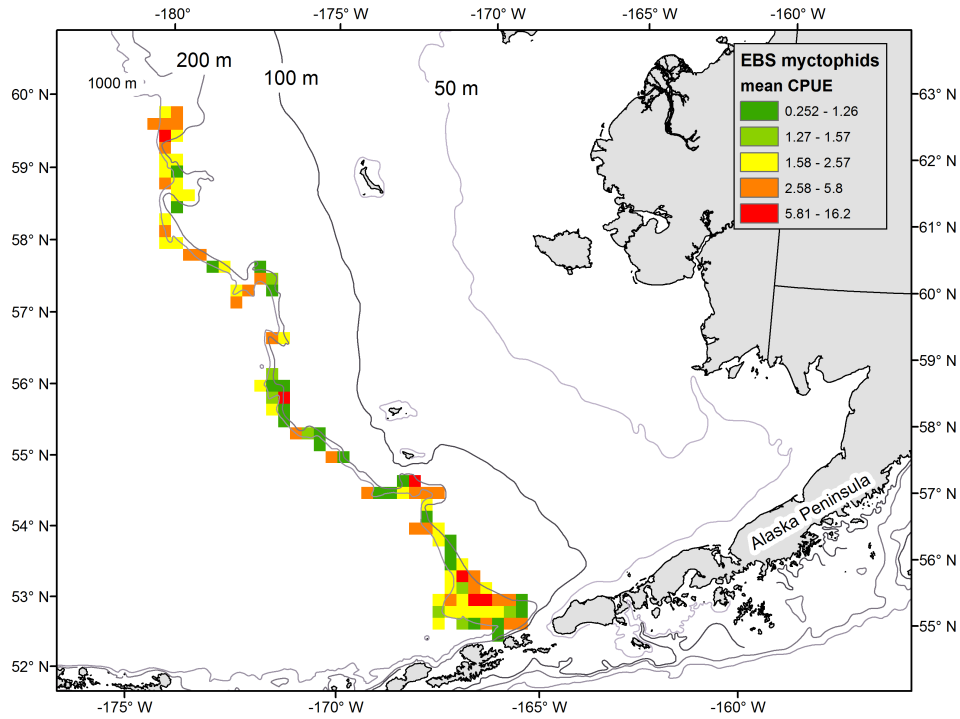 -180° -175° W -170° W -165° W -160° W
200 m
1000 m
100 m
50 m
EBS myctophids
mean CPUE
0.252 - 1.26
1.27 - 1.57
1.58 - 2.57
2.58 - 5.8
5.81 - 16.2
60° N
59° N
58° N
57° N
56° N
55° N
54° N
53° N
52° N
63° N
62° N
61° N
60° N
59° N
58° N
57° N
56° N
55° N
Alaska Peninsula
-175° W -170° W -165° W -160° W